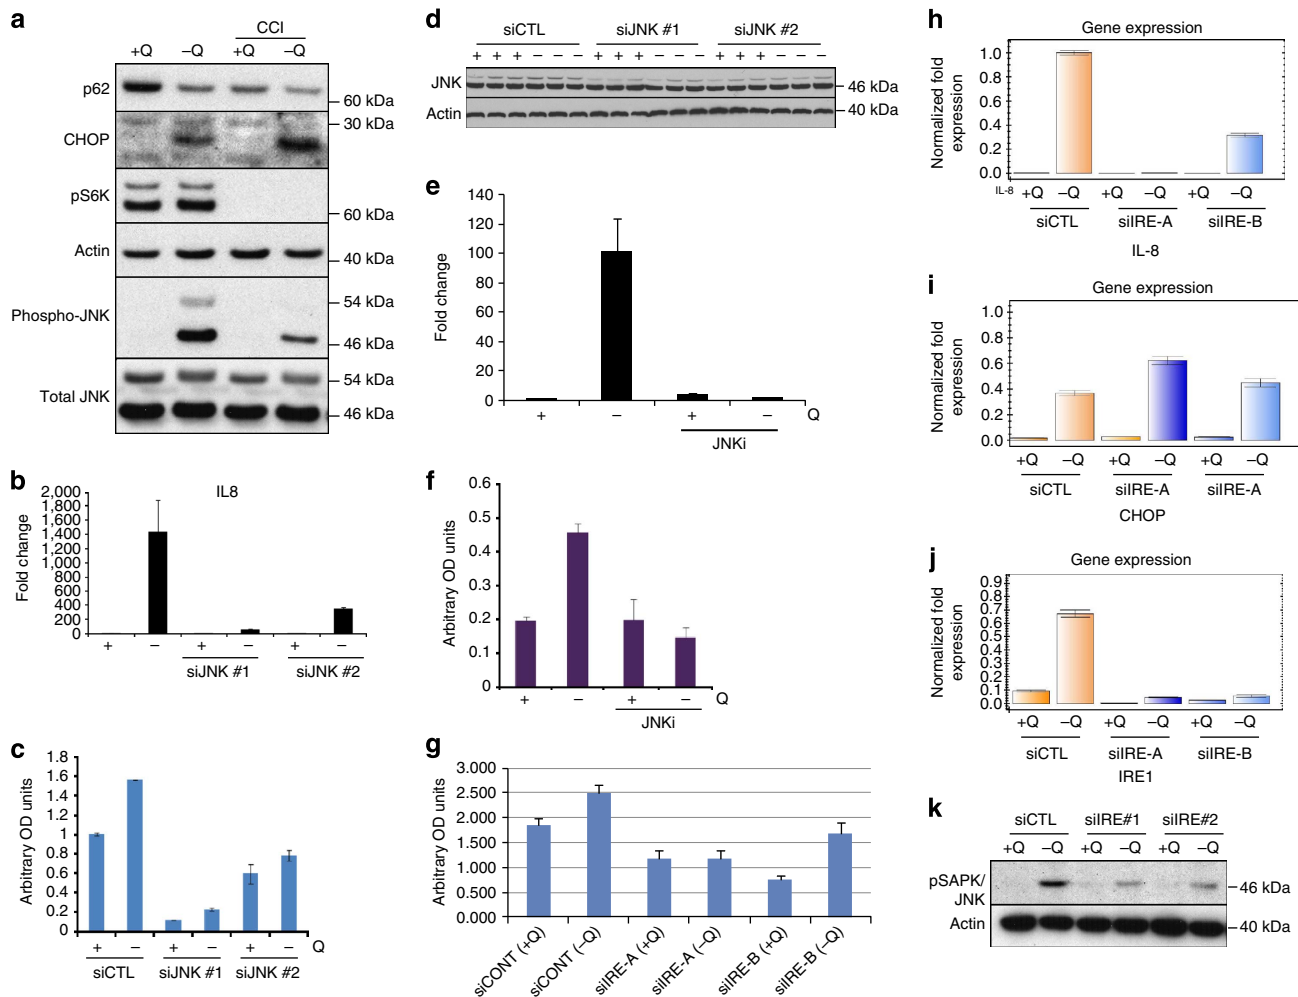 a
CCI
+Q –Q +Q –Q
p62
60 kDa
30 kDa
CHOP
pS6K
60 kDa
Actin
40 kDa
54 kDa
Phospho-JNK
46 kDa
54 kDa
Total JNK
46 kDa
b
IL8
Fold change
2,000
1,800
1,600
1,400
1,200
1,000
800
600
400
200
0
+ – + – + –
siJNK #1 siJNK #2
c
Arbitrary OD units
1.8
1.6
1.4
1.2
1
0.8
0.6
0.4
0.2
0
+ – + – + – Q
siCTL siJNK #1 siJNK #2
d
siCTL siJNK #1 siJNK #2
+ + + – – – + + + – – – + + + – – –
JNK
46 kDa
Actin
40 kDa
e
Fold change
140
120
100
80
60
40
20
0
+ – + – Q
JNKi
f
Arbitrary OD units
0.6
0.5
0.4
0.3
0.2
0.1
0
+ – + – Q
JNKi
g
Arbitrary OD units
3.000
2.500
2.000
1.500
1.000
0.500
0.000
siCONT (+Q) siCONT (–Q) siIRE-A (+Q) siIRE-A (–Q) siIRE-B (+Q) siIRE-B (–Q)
h
Gene expression
Normalized fold
expression
1.0
0.8
0.6
0.4
0.2
0.0
IL-8 +Q –Q +Q –Q +Q –Q
siCTL siIRE-A siIRE-B
IL-8
i
Gene expression
Normalized fold
expression
1.0
0.8
0.6
0.4
0.2
0.0
+Q –Q +Q –Q +Q –Q
siCTL siIRE-A siIRE-A
CHOP
j
Gene expression
Normalized fold
expression
0.9
0.8
0.7
0.6
0.5
0.4
0.3
0.2
0.1
0.0
+Q –Q +Q –Q +Q –Q
siCTL siIRE-A siIRE-B
IRE1
k
siCTL siIRE#1 siIRE#2
+Q –Q +Q –Q +Q –Q
pSAPK/
JNK
46 kDa
Actin
40 kDa